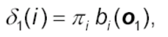 δ₁(i) = πᵢ bᵢ(𝐨₁),